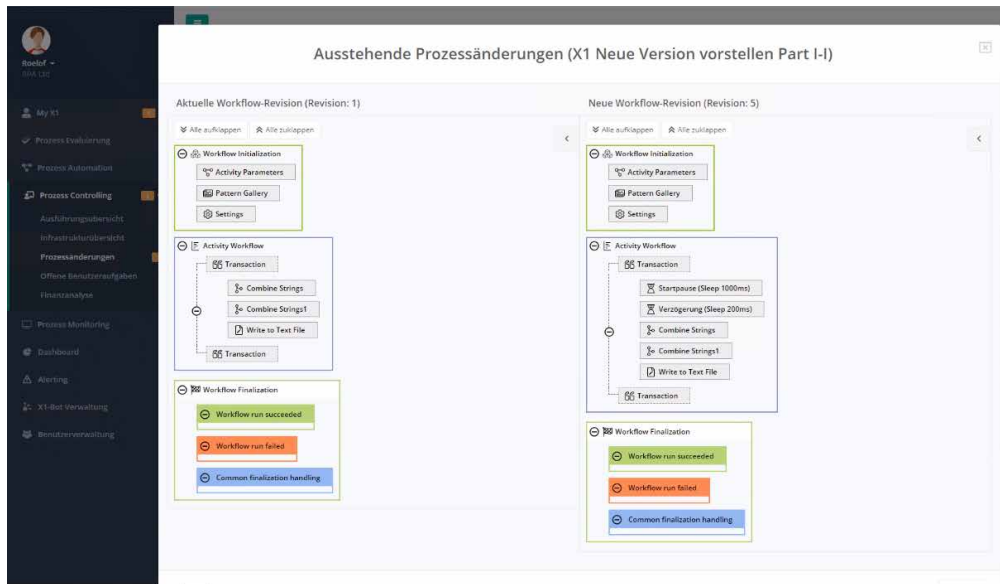 Roelof
My X1
Prozess Evaluierung
Prozess Automation
Prozess Controlling
Ausführungsübersicht
Infrastrukturübersicht
Prozessänderungen
Offene Benutzeraufgaben
Finanzanalyse
Prozess Monitoring
Dashboard
Alerting
X1-Bot Verwaltung
Benutzerverwaltung
Ausstehende Prozessänderungen (X1 Neue Version vorstellen Part I-I)
Aktuelle Workflow-Revision (Revision: 1)
Alle aufklappen Alle zuklappen
Workflow Initialization
Activity Parameters
Pattern Gallery
Settings
Activity Workflow
Transaction
Combine Strings
Combine Strings1
Write to Text File
Transaction
Workflow Finalization
Workflow run succeeded
Workflow run failed
Common finalization handling
Neue Workflow-Revision (Revision: 5)
Alle aufklappen Alle zuklappen
Workflow Initialization
Activity Parameters
Pattern Gallery
Settings
Activity Workflow
Transaction
Startpause (Sleep 1000ms)
Verzögerung (Sleep 200ms)
Combine Strings
Combine Strings1
Write to Text File
Transaction
Workflow Finalization
Workflow run succeeded
Workflow run failed
Common finalization handling